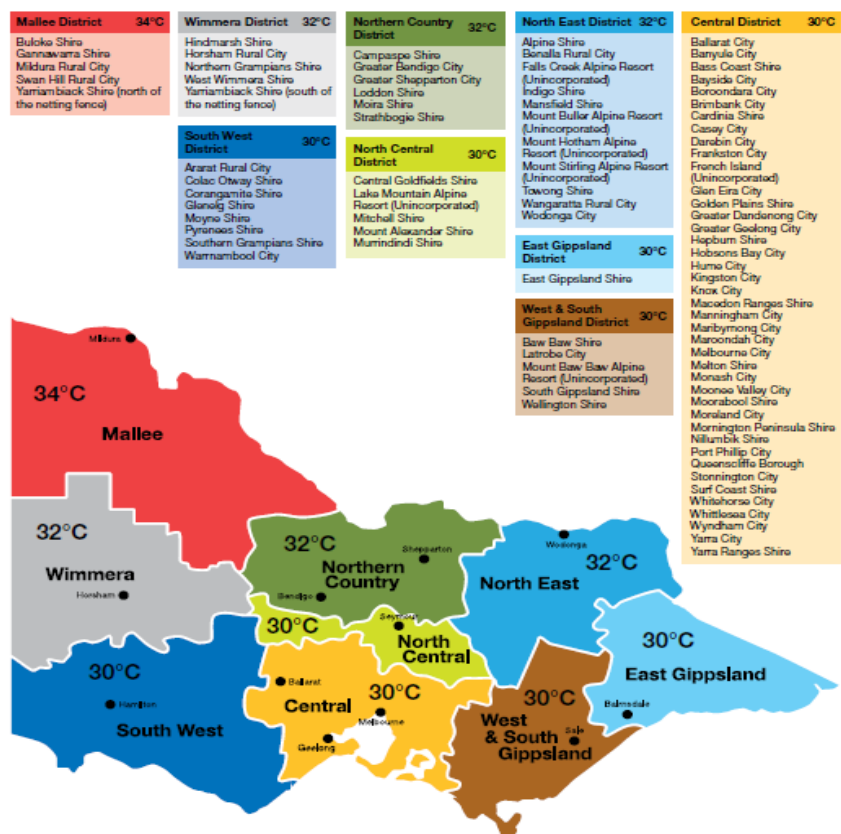 Mallee District 34°C
Buloke Shire
Gannawarra Shire
Mildura Rural City
Swan Hill Rural City
Yarriambiack Shire (north of
the netting fence)
Wimmera District 32°C
Hindmarsh Shire
Horsham Rural City
Northern Grampians Shire
West Wimmera Shire
Yarriambiack Shire (south of
the netting fence)
South West
District 30°C
Ararat Rural City
Colac Otway Shire
Corangamite Shire
Glenelg Shire
Moyne Shire
Pyrenees Shire
Southern Grampians Shire
Warrnambool City
Northern Country
District 32°C
Campaspe Shire
Greater Bendigo City
Greater Shepparton City
Loddon Shire
Moira Shire
Strathbogie Shire
North Central
District 30°C
Central Goldfields Shire
Lake Mountain Alpine
Resort (Unincorporated)
Mitchell Shire
Mount Alexander Shire
Murrindindi Shire
North East District 32°C
Alpine Shire
Benalla Rural City
Falls Creek Alpine Resort
(Unincorporated)
Indigo Shire
Mansfield Shire
Mount Buller Alpine Resort
(Unincorporated)
Mount Hotham Alpine
Resort (Unincorporated)
Mount Stirling Alpine Resort
(Unincorporated)
Towong Shire
Wangaratta Rural City
Wodonga City
East Gippsland
District 30°C
East Gippsland Shire
West & South
Gippsland District 30°C
Baw Baw Shire
Latrobe City
Mount Baw Baw Alpine
Resort (Unincorporated)
South Gippsland Shire
Wellington Shire
Central District 30°C
Ballarat City
Banyule City
Bass Coast Shire
Bayside City
Boroondara City
Brimbank City
Cardinia Shire
Casey City
Darebin City
Frankston City
French Island
(Unincorporated)
Glen Eira City
Golden Plains Shire
Greater Dandenong City
Greater Geelong City
Hepburn Shire
Hobsons Bay City
Hume City
Kingston City
Knox City
Macedon Ranges Shire
Manningham City
Maribyrnong City
Maroondah City
Melbourne City
Melton Shire
Monash City
Moonee Valley City
Moorabool Shire
Moreland City
Mornington Peninsula Shire
Nillumbik Shire
Port Phillip City
Queenscliffe Borough
Stonnington City
Surf Coast Shire
Whitehorse City
Whittlesea City
Wyndham City
Yarra City
Yarra Ranges Shire
Mildura
34°C
Mallee
32°C
Wimmera
Horsham
32°C
Shepparton
Northern
Country
Bendigo
Wodonga
32°C
North East
30°C
Seymour
North
Central
30°C
East Gippsland
Bairnsdale
30°C
Hamilton
South West
Ballarat
30°C
Central
Melbourne
Geelong
30°C
West
& South
Gippsland
Sale